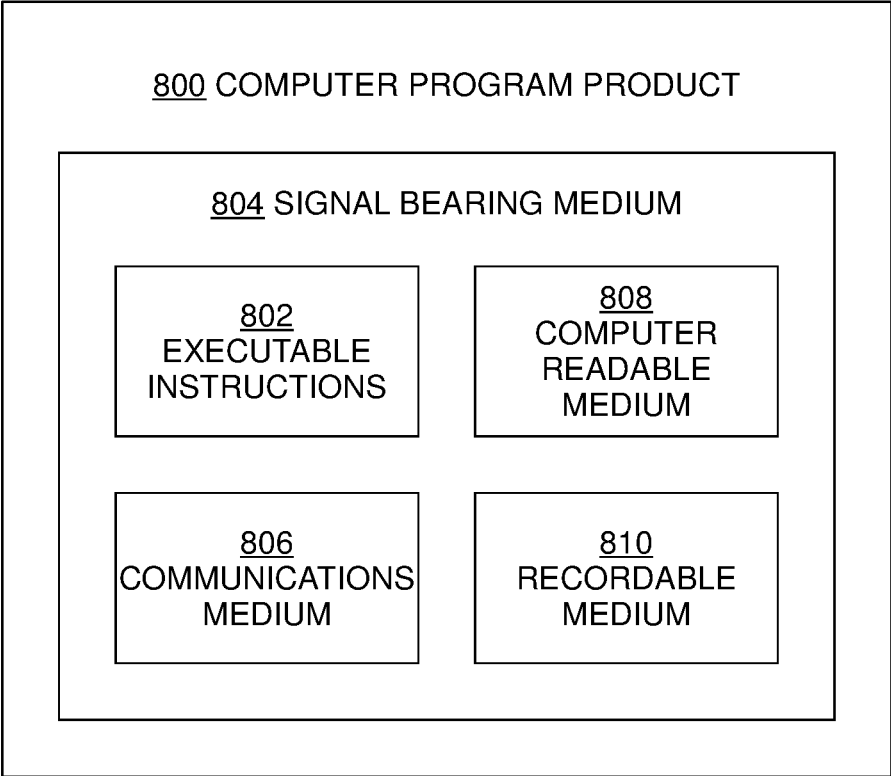 800 COMPUTER PROGRAM PRODUCT
804 SIGNAL BEARING MEDIUM
802
EXECUTABLE
INSTRUCTIONS
808
COMPUTER
READABLE
MEDIUM
806
COMMUNICATIONS
MEDIUM
810
RECORDABLE
MEDIUM